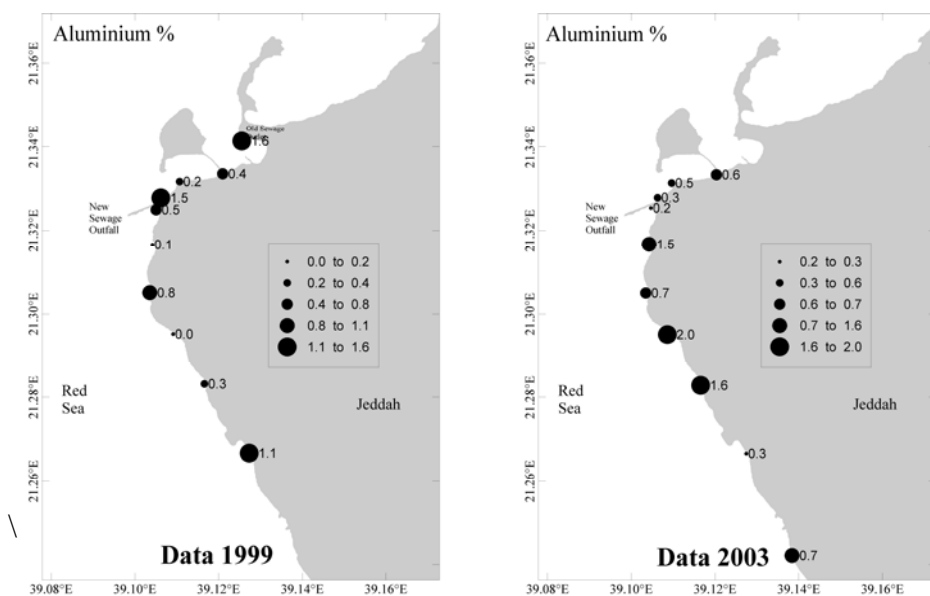 Aluminium %
21.36°E
21.34°E
21.32°E
21.30°E
21.28°E
21.26°E
Old Sewage
1.6
0.4
0.2
1.5
0.5
New
Sewage
Outfall
0.1
0.8
0.0
0.3
1.1
0.0 to 0.2
0.2 to 0.4
0.4 to 0.8
0.8 to 1.1
1.1 to 1.6
Red
Sea
Jeddah
\
Data 1999
39.08°E 39.10°E 39.12°E 39.14°E 39.16°E
Aluminium %
21.36°E
21.34°E
21.32°E
21.30°E
21.28°E
21.26°E
0.6
0.5
0.3
0.2
New
Sewage
Outfall
1.5
0.7
2.0
1.6
0.3
0.7
0.2 to 0.3
0.3 to 0.6
0.6 to 0.7
0.7 to 1.6
1.6 to 2.0
Red
Sea
Jeddah
Data 2003
39.08°E 39.10°E 39.12°E 39.14°E 39.16°E